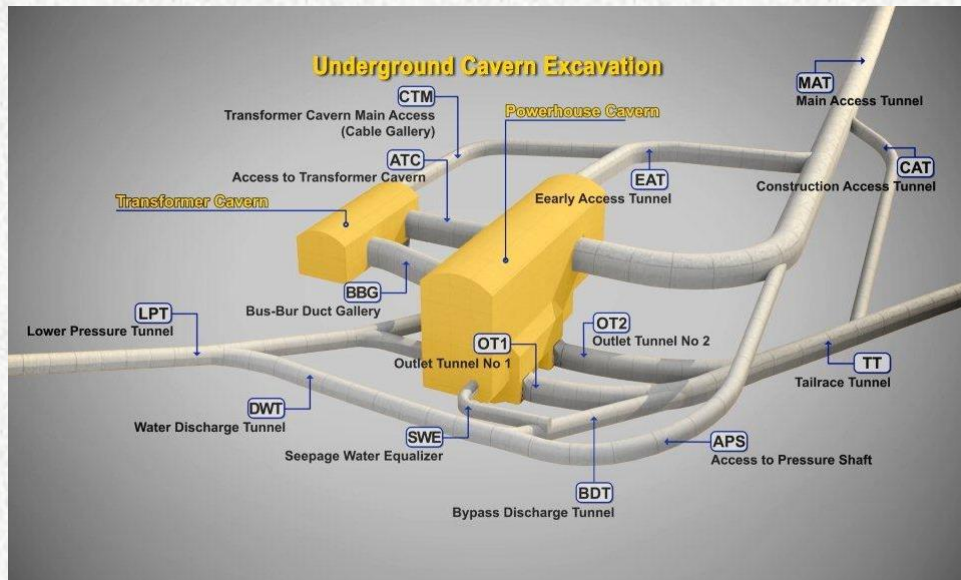 Underground Cavern Excavation
MAT
Main Access Tunnel
CTM
Transformer Cavern Main Access
(Cable Gallery)
Powerhouse Cavern
ATC
Access to Transformer Cavern
EAT
Eearly Access Tunnel
CAT
Construction Access Tunnel
Transformer Cavern
BBG
Bus-Bur Duct Gallery
LPT
Lower Pressure Tunnel
OT1
Outlet Tunnel No 1
OT2
Outlet Tunnel No 2
TT
Tailrace Tunnel
DWT
Water Discharge Tunnel
SWE
Seepage Water Equalizer
APS
Access to Pressure Shaft
BDT
Bypass Discharge Tunnel